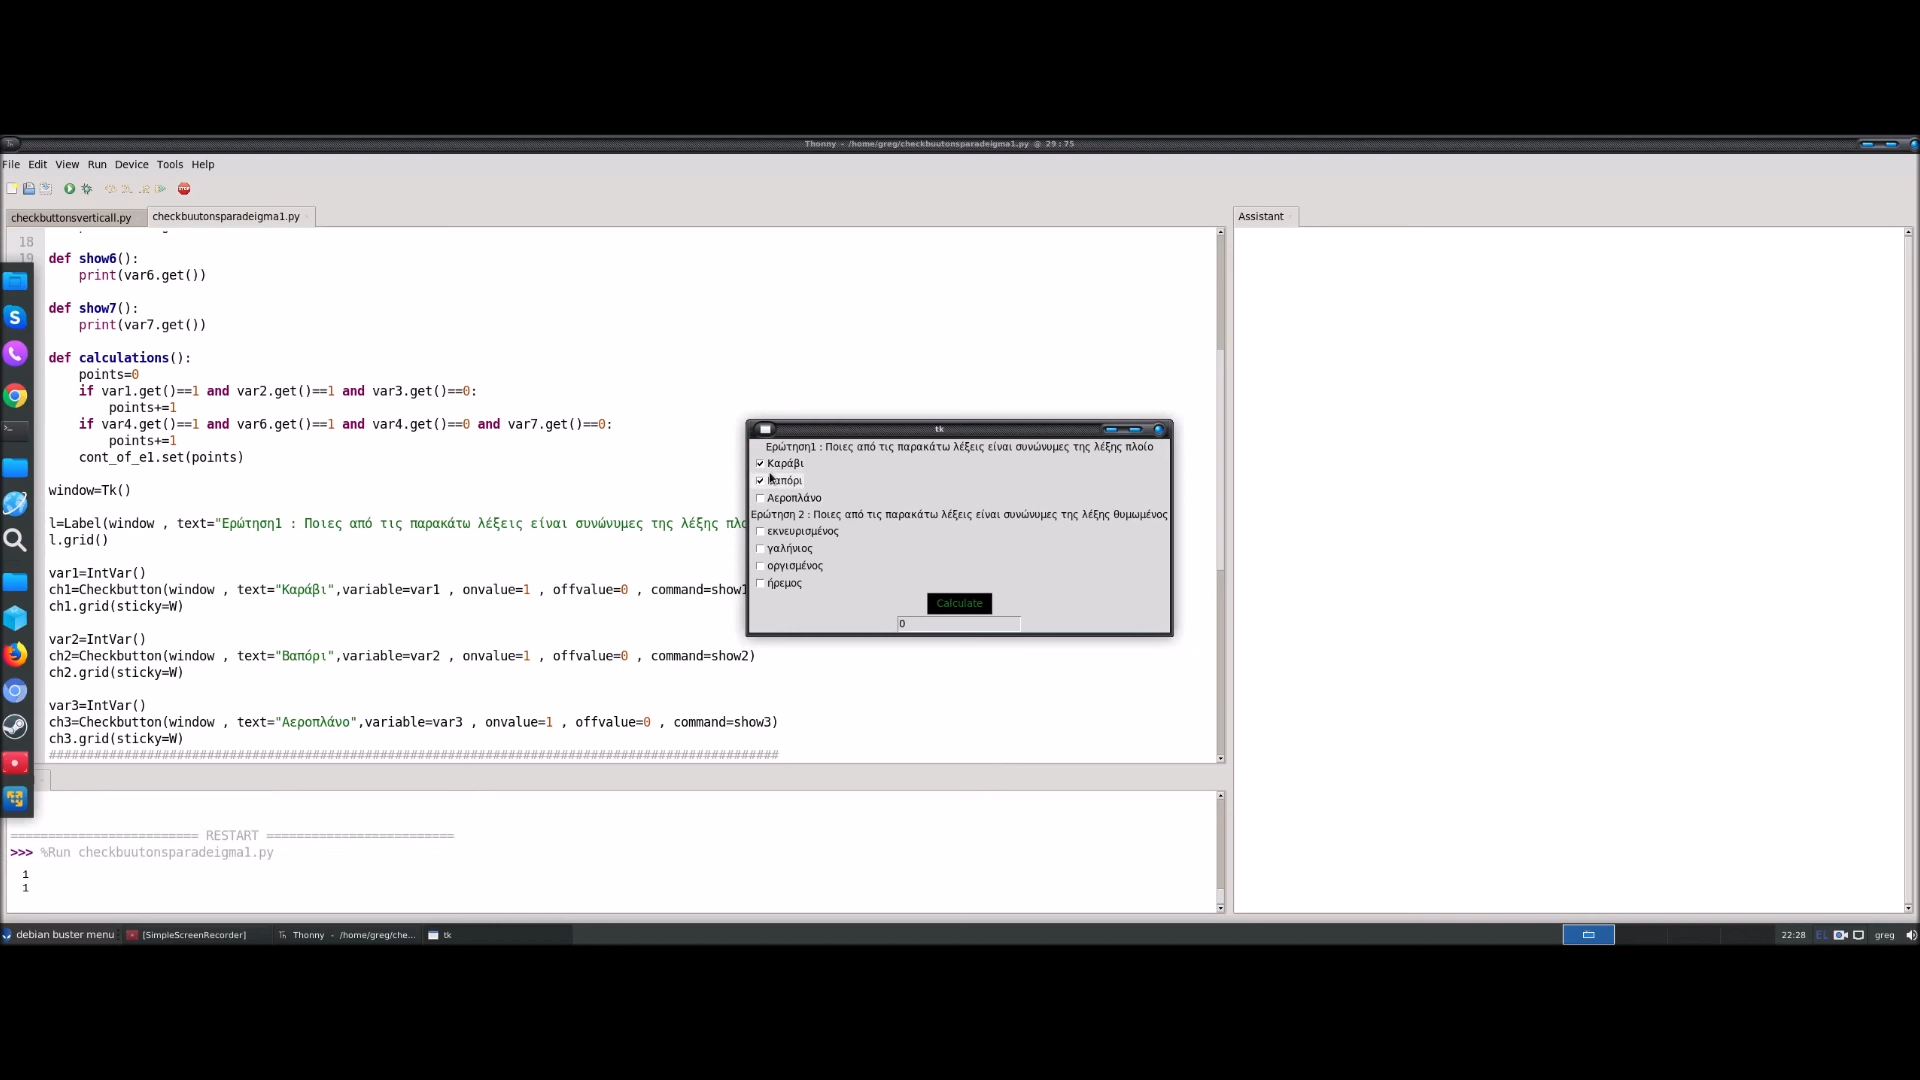 Thonny - /home/greg/checkbuutonsparadeigma1.py @ 29 : 75
File Edit View Run Device Tools Help
checkbuttonsverticall.py
checkbuutonsparadeigma1.py
Assistant
18
19
def show6():
print(var6.get())
def show7():
print(var7.get())
def calculations():
points=0
if var1.get()==1 and var2.get()==1 and var3.get()==0:
points+=1
if var4.get()==1 and var6.get()==1 and var4.get()==0 and var7.get()==0:
points+=1
cont_of_e1.set(points)
window=Tk()
l=Label(window , text="Ερώτηση1 : Ποιες από τις παρακάτω λέξεις είναι συνώνυμες της λέξης πλο
l.grid()
var1=IntVar()
ch1=Checkbutton(window , text="Καράβι",variable=var1 , onvalue=1 , offvalue=0 , command=show1
ch1.grid(sticky=W)
var2=IntVar()
ch2=Checkbutton(window , text="Βαπόρι",variable=var2 , onvalue=1 , offvalue=0 , command=show2)
ch2.grid(sticky=W)
var3=IntVar()
ch3=Checkbutton(window , text="Αεροπλάνο",variable=var3 , onvalue=1 , offvalue=0 , command=show3)
ch3.grid(sticky=W)
#################################################################################################
tk
Ερώτηση1 : Ποιες από τις παρακάτω λέξεις είναι συνώνυμες της λέξης πλοίο
Καράβι
απόρι
Αεροπλάνο
Ερώτηση 2 : Ποιες από τις παρακάτω λέξεις είναι συνώνυμες της λέξης θυμωμένος
εκνευρισμένος
γαλήνιος
οργισμένος
ήρεμος
Calculate
0
========================= RESTART =========================
>>> %Run checkbuutonsparadeigma1.py
1
1
debian buster menu
[SimpleScreenRecorder]
Thonny - /home/greg/che...
tk
22:28
EL
greg